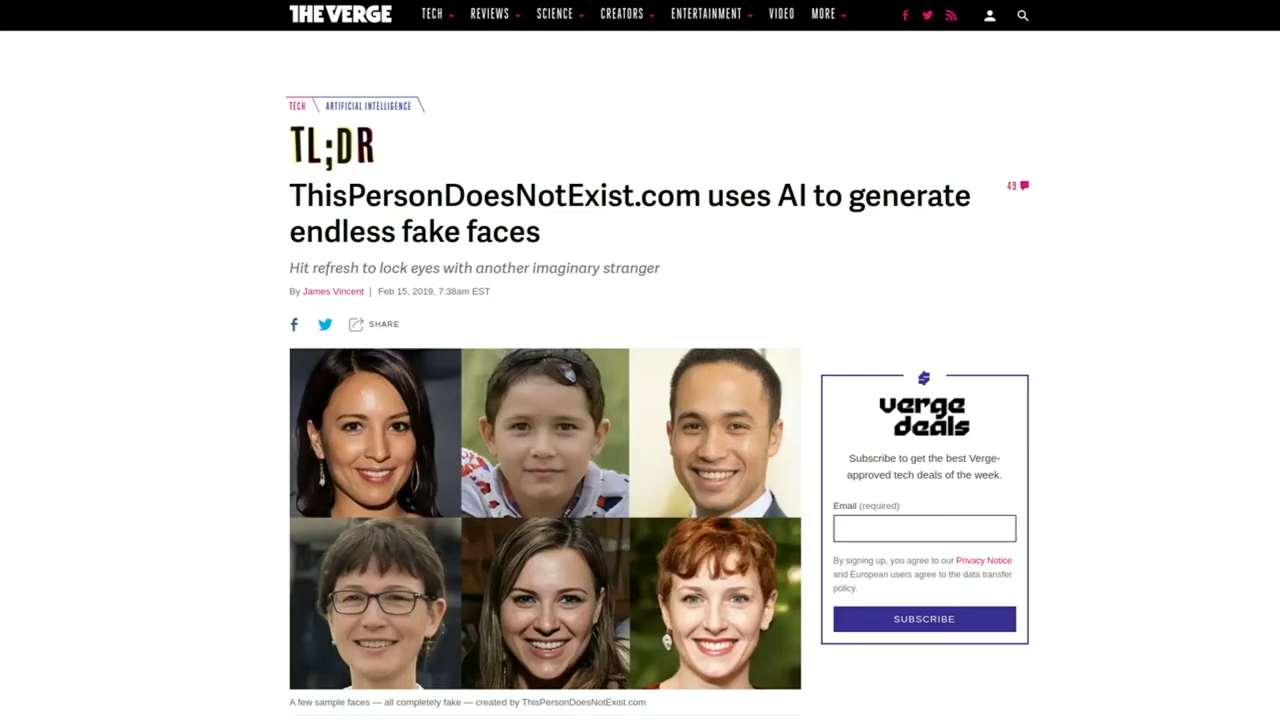 THE VERGE
TECH REVIEWS SCIENCE CREATORS ENTERTAINMENT VIDEO MORE
TECH ARTIFICIAL INTELLIGENCE
TL;DR
ThisPersonDoesNotExist.com uses AI to generate
endless fake faces
49
Hit refresh to lock eyes with another imaginary stranger
By James Vincent | Feb 15, 2019, 7:38am EST
SHARE
A few sample faces — all completely fake — created by ThisPersonDoesNotExist.com
verge
deals
Subscribe to get the best Verge-
approved tech deals of the week.
Email (required)
By signing up, you agree to our Privacy Notice
and European users agree to the data transfer
policy.
SUBSCRIBE